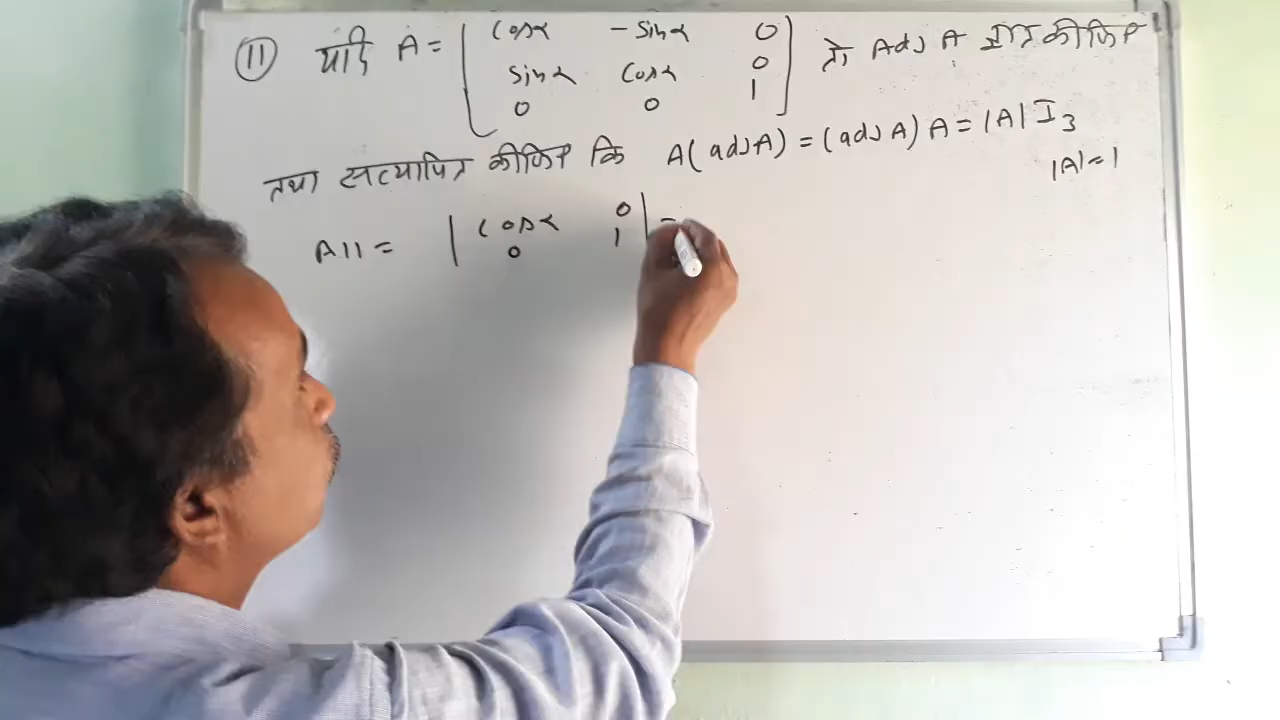 (11) यदि A = [ cosα -sinα 0 तो Adj A ज्ञात कीजिए
sinα cosα 0
0 0 1 ]
तथा सत्यापित कीजिए कि A(adjA) = (adjA)A = |A| I3
|A| = 1
A11 = | cosα 0 | =
0 1